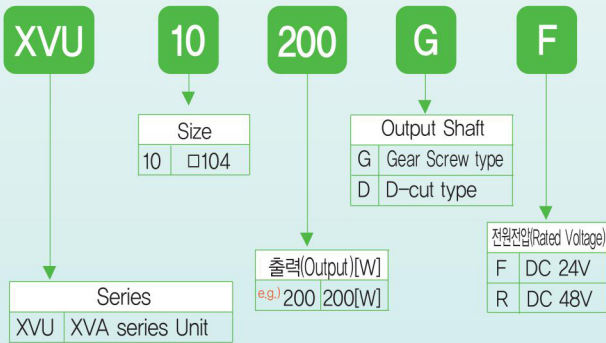 XVU 10 200 G F
Size
10 □104
Output Shaft
G Gear Screw type
D D-cut type
전원전압(Rated Voltage)
F DC 24V
R DC 48V
출력(Output)[W]
e.g.) 200 200[W]
Series
XVU XVA series Unit